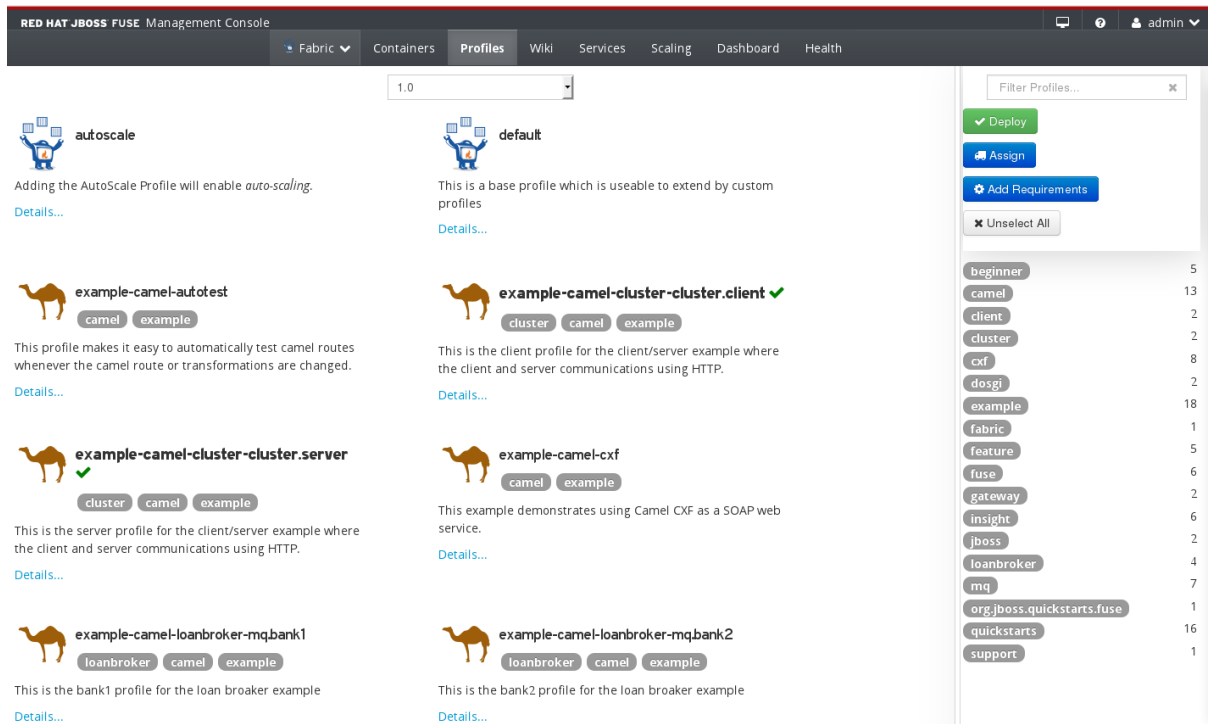 RED HAT JBOSS FUSE Management Console
admin
Fabric Containers Profiles Wiki Services Scaling Dashboard Health
1.0
autoscale
Adding the AutoScale Profile will enable auto-scaling.
Details...
default
This is a base profile which is useable to extend by custom
profiles
Details...
example-camel-autotest
camel example
This profile makes it easy to automatically test camel routes
whenever the camel route or transformations are changed.
Details...
example-camel-cluster-cluster.client
cluster camel example
This is the client profile for the client/server example where
the client and server communications using HTTP.
Details...
example-camel-cluster-cluster.server
cluster camel example
This is the server profile for the client/server example where
the client and server communications using HTTP.
Details...
example-camel-cxf
camel example
This example demonstrates using Camel CXF as a SOAP web
service.
Details...
example-camel-loanbroker-mq.bank1
loanbroker camel example
This is the bank1 profile for the loan broaker example
Details...
example-camel-loanbroker-mq.bank2
loanbroker camel example
This is the bank2 profile for the loan broaker example
Details...
Filter Profiles...
Deploy
Assign
Add Requirements
Unselect All
beginner 5
camel 13
client 2
cluster 2
cxf 8
dosgi 2
example 18
fabric 1
feature 5
fuse 6
gateway 2
insight 6
jboss 2
loanbroker 4
mq 7
org.jboss.quickstarts.fuse 1
quickstarts 16
support 1